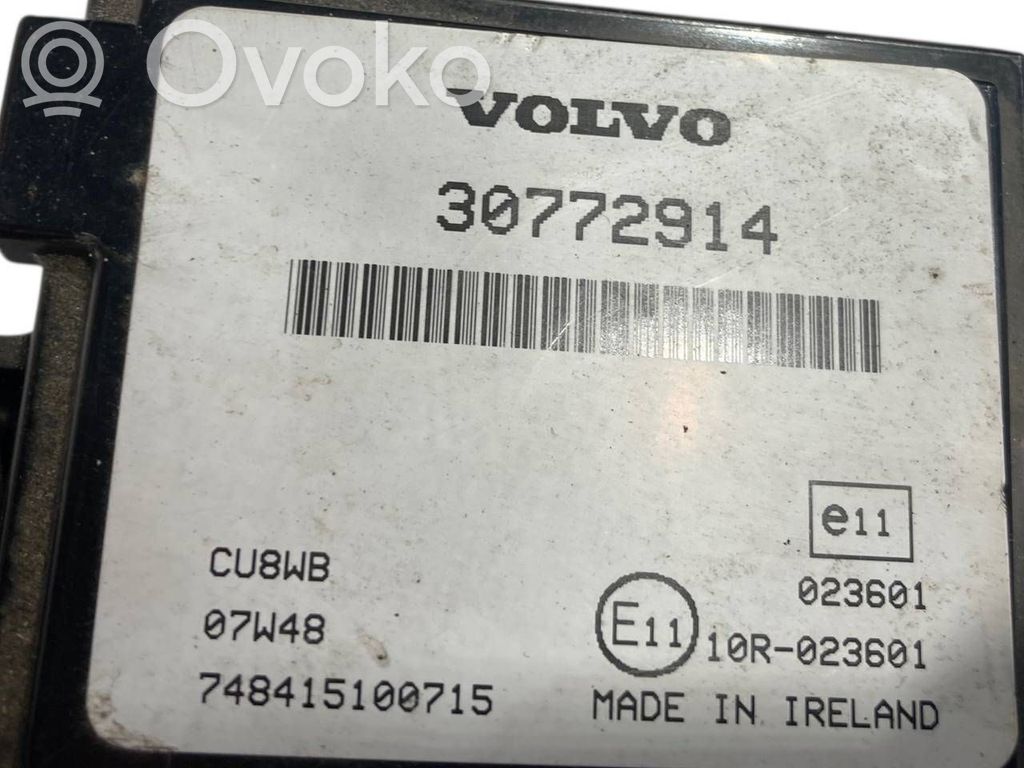 Ovoko
VOLVO
30772914
e11
CU8WB
023601
07W48
E11 10R-023601
748415100715
MADE IN IRELAND